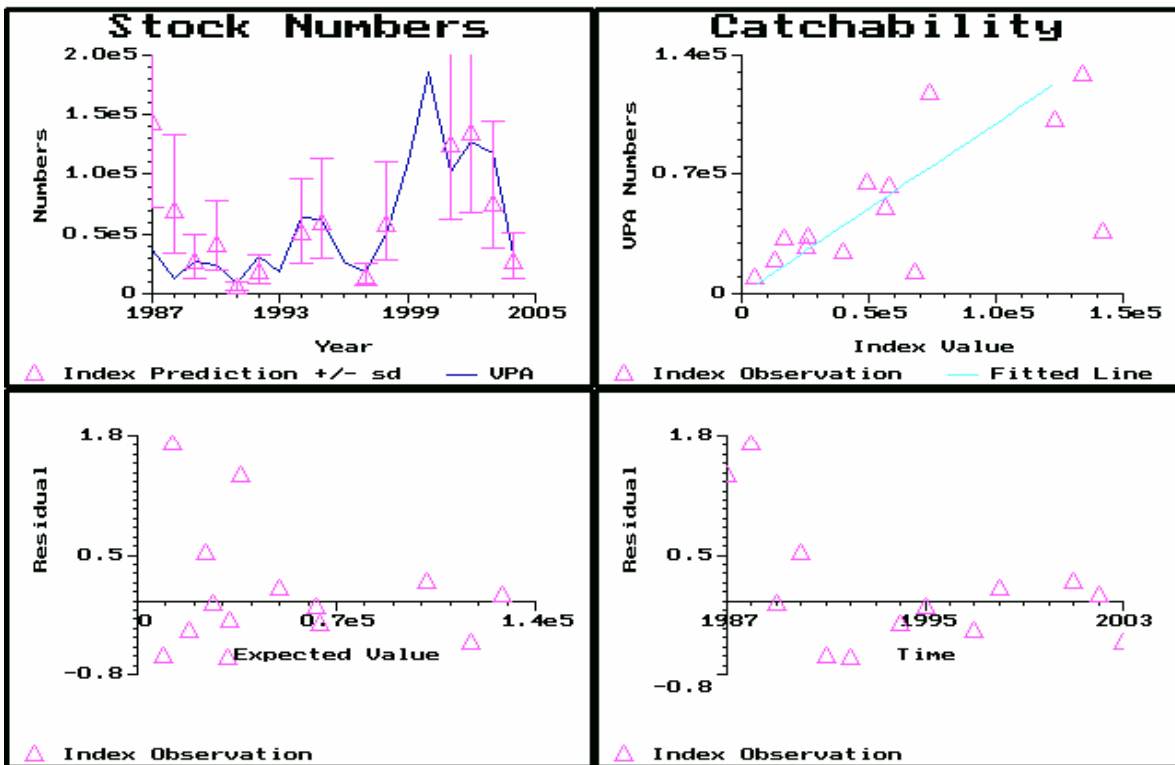 Stock Numbers
2.0e5
1.5e5
1.0e5
0.5e5
0
Numbers
1987 1993 1999 2005
Year
Index Prediction +/- sd VPA
Catchability
1.4e5
0.7e5
0
VPA Numbers
0 0.5e5 1.0e5 1.5e5
Index Value
Index Observation Fitted Line
1.8
0.5
-0.8
Residual
0 0.7e5 1.4e5
Expected Value
Index Observation
1.8
0.5
-0.8
Residual
1987 1995 2003
Time
Index Observation